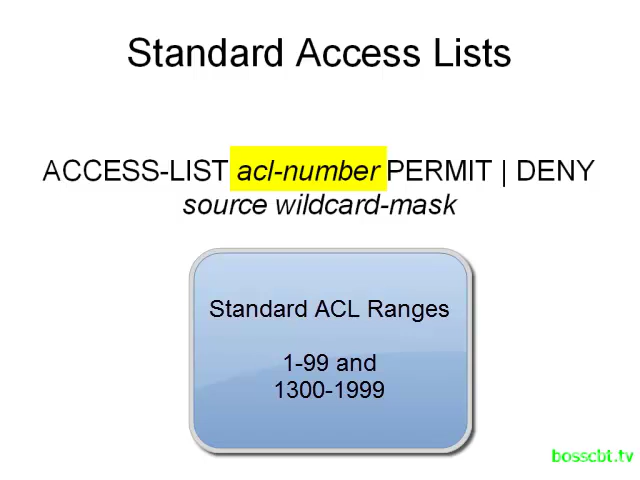 Standard Access Lists
ACCESS-LIST acl-number PERMIT | DENY
source wildcard-mask
Standard ACL Ranges
1-99 and
1300-1999
bosscbt.tv